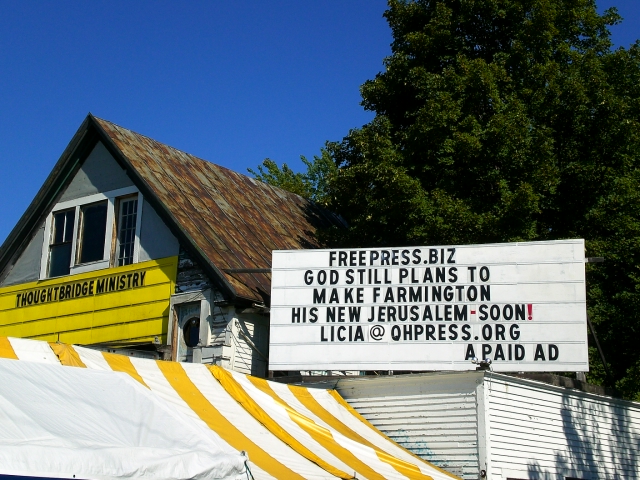 THOUGHTBRIDGE MINISTRY
FREEPRESS.BIZ
GOD STILL PLANS TO
MAKE FARMINGTON
HIS NEW JERUSALEM-SOON!
LICIA@OHPRESS.ORG
A PAID AD